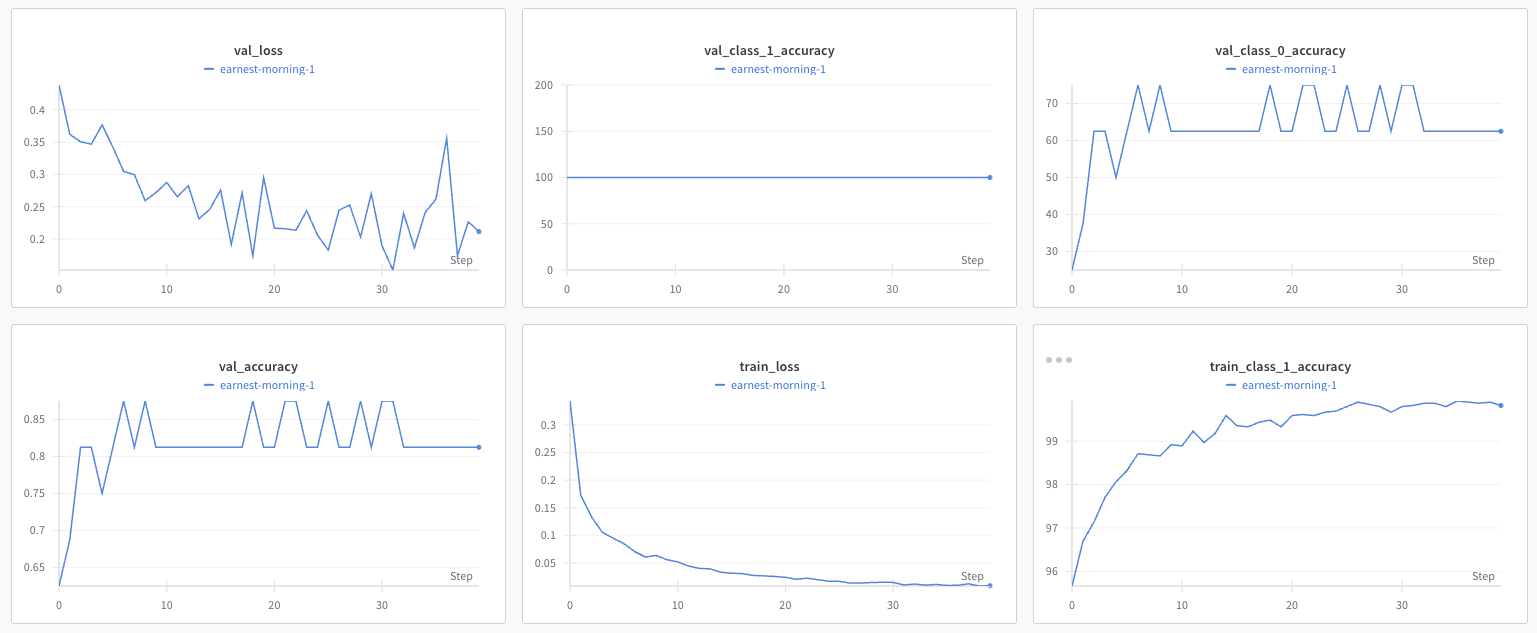 val_loss
earnest-morning-1
0.4
0.35
0.3
0.25
0.2
Step
0 10 20 30
val_class_1_accuracy
earnest-morning-1
200
150
100
50
0
Step
0 10 20 30
val_class_0_accuracy
earnest-morning-1
70
60
50
40
30
Step
0 10 20 30
val_accuracy
earnest-morning-1
0.85
0.8
0.75
0.7
0.65
Step
0 10 20 30
train_loss
earnest-morning-1
0.3
0.25
0.2
0.15
0.1
0.05
Step
0 10 20 30
train_class_1_accuracy
earnest-morning-1
99
98
97
96
Step
0 10 20 30